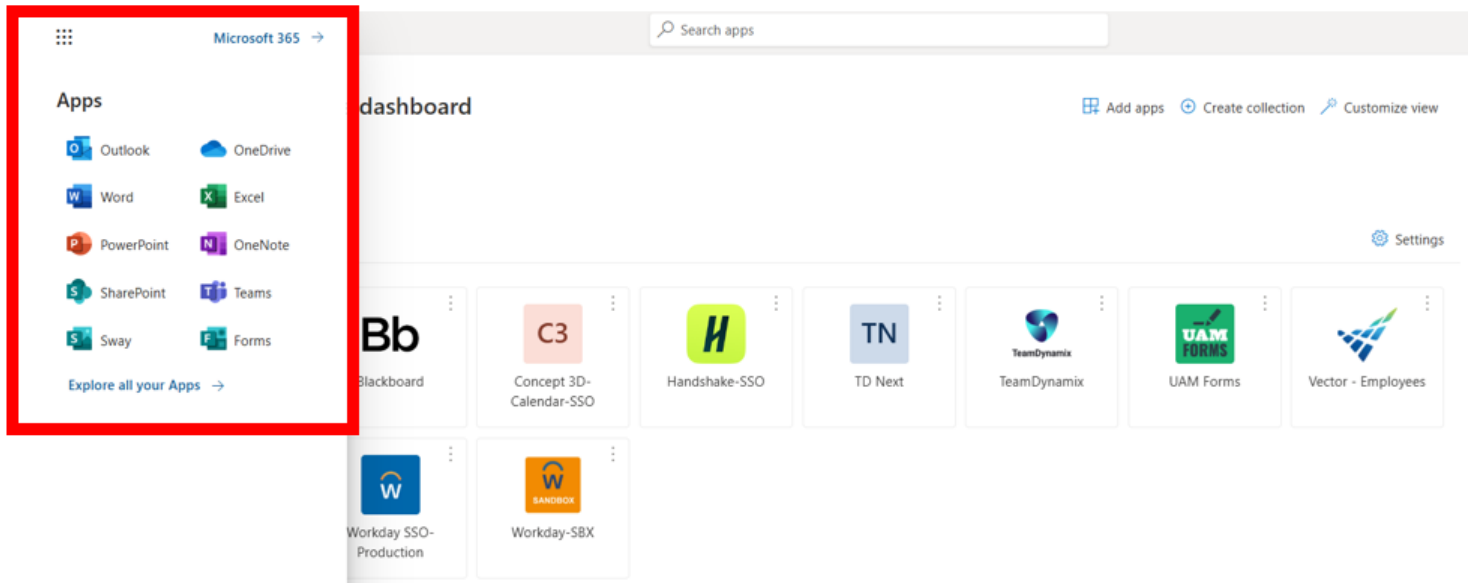 Microsoft 365 →
Search apps
Apps
dashboard
Add apps
Create collection
Customize view
Outlook
OneDrive
Word
Excel
PowerPoint
OneNote
Settings
SharePoint
Teams
Sway
Forms
Explore all your Apps →
Bb
C3
TN
TeamDynamix
UAM
FORMS
Blackboard
Concept 3D-
Calendar-SSO
Handshake-SSO
TD Next
TeamDynamix
UAM Forms
Vector - Employees
W
W
SANDBOX
Workday SSO-
Production
Workday-SBX